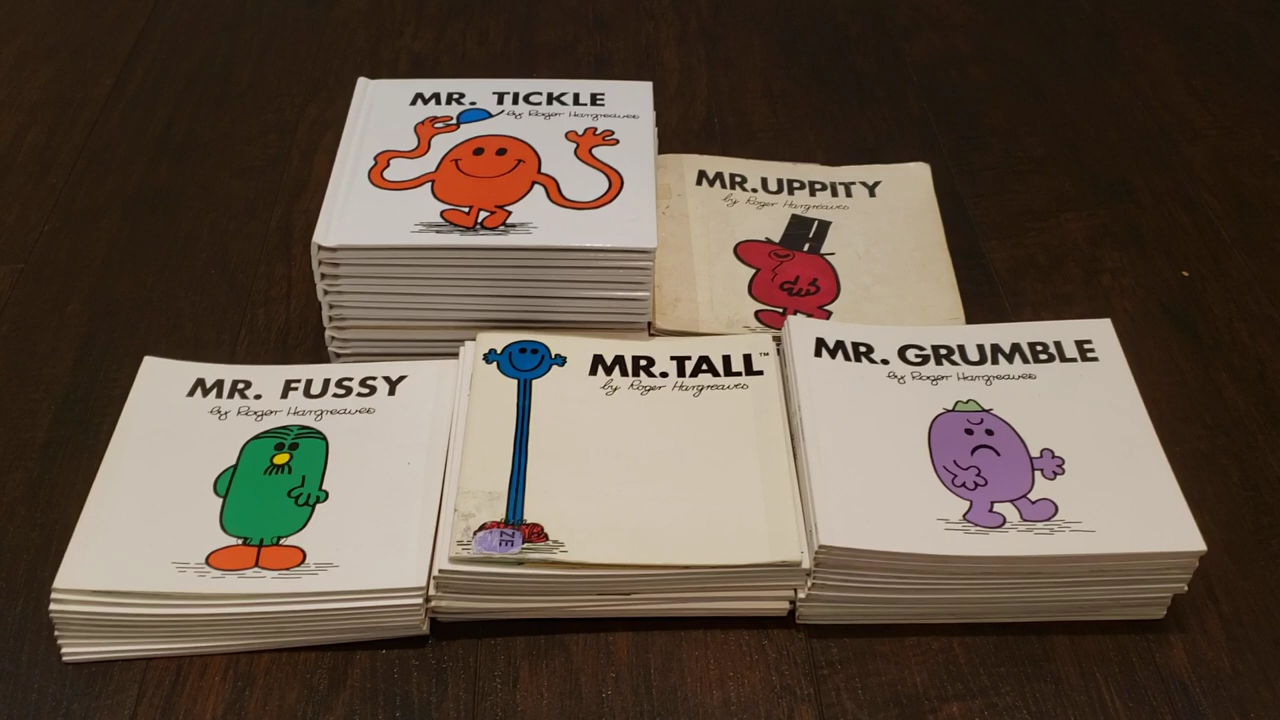 MR. TICKLE
by Roger Hargreaves
MR. UPPITY
by Roger Hargreaves
MR. FUSSY
by Roger Hargreaves
MR. TALL™
by Roger Hargreaves
ZE
MR. GRUMBLE
by Roger Hargreaves